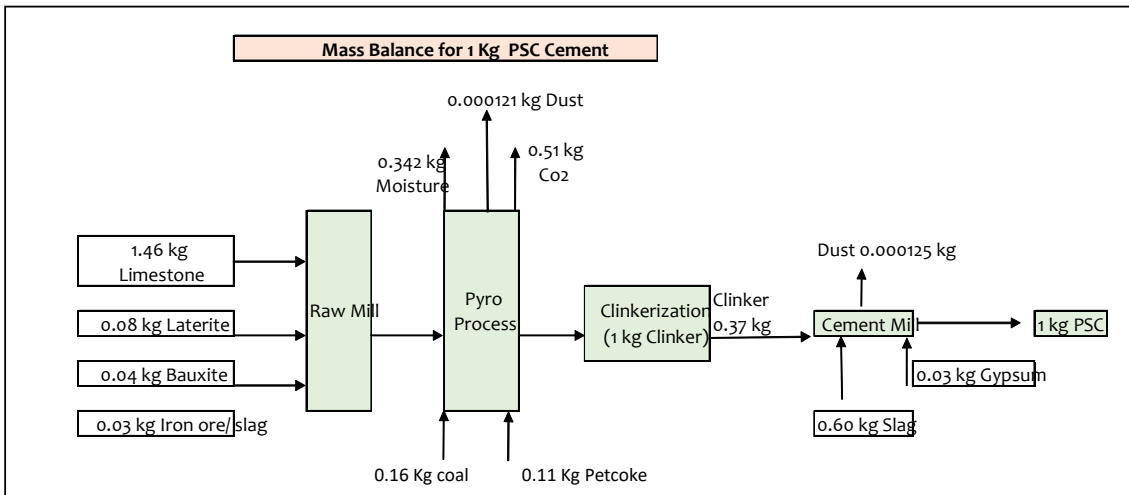 Mass Balance for 1 Kg PSC Cement
0.000121 kg Dust
0.342 kg
Moisture
0.51 kg
Co2
1.46 kg
Limestone
0.08 kg Laterite
0.04 kg Bauxite
0.03 kg Iron ore/ slag
Raw Mill
Pyro
Process
0.16 Kg coal
0.11 Kg Petcoke
Clinkerization
(1 kg Clinker)
Clinker
0.37 kg
Dust 0.000125 kg
Cement Mil
1 kg PSC
0.03 kg Gypsum
0.60 kg Slag